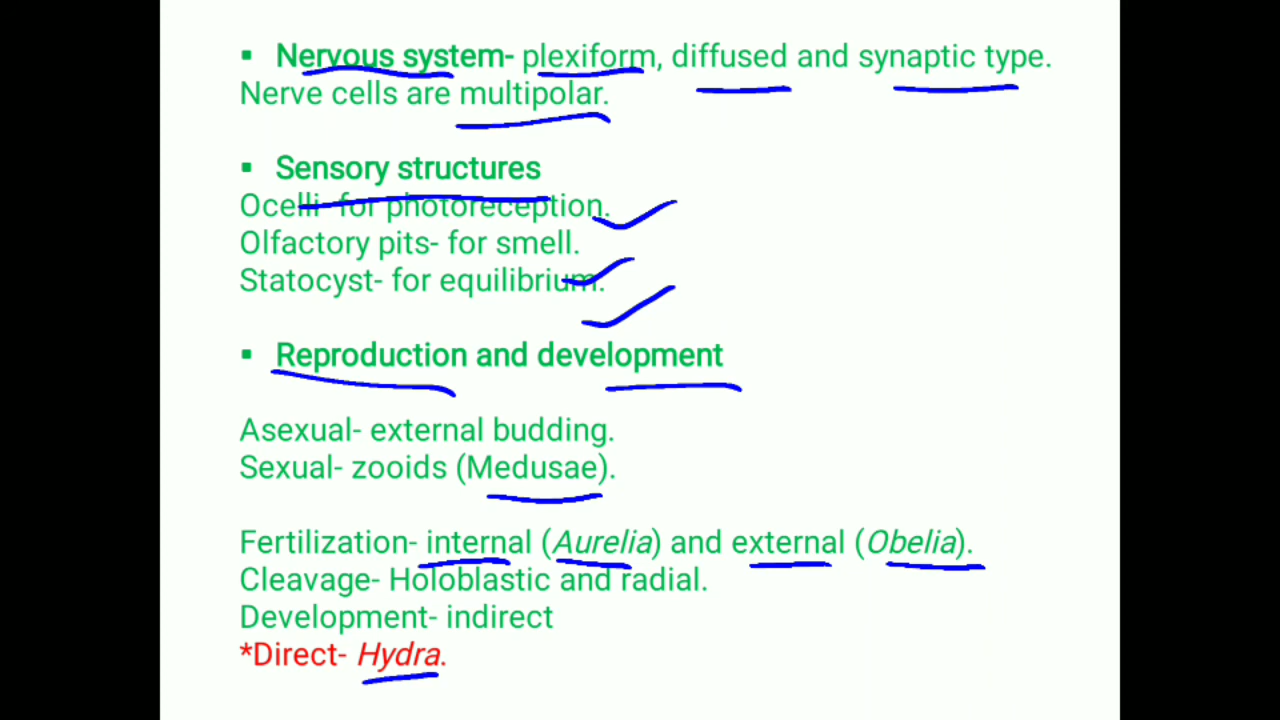 ▪ Nervous system- plexiform, diffused and synaptic type.
Nerve cells are multipolar.
▪ Sensory structures
Ocelli- for photoreception.
Olfactory pits- for smell.
Statocyst- for equilibrium.
▪ Reproduction and development
Asexual- external budding.
Sexual- zooids (Medusae).
Fertilization- internal (Aurelia) and external (Obelia).
Cleavage- Holoblastic and radial.
Development- indirect
*Direct- Hydra.